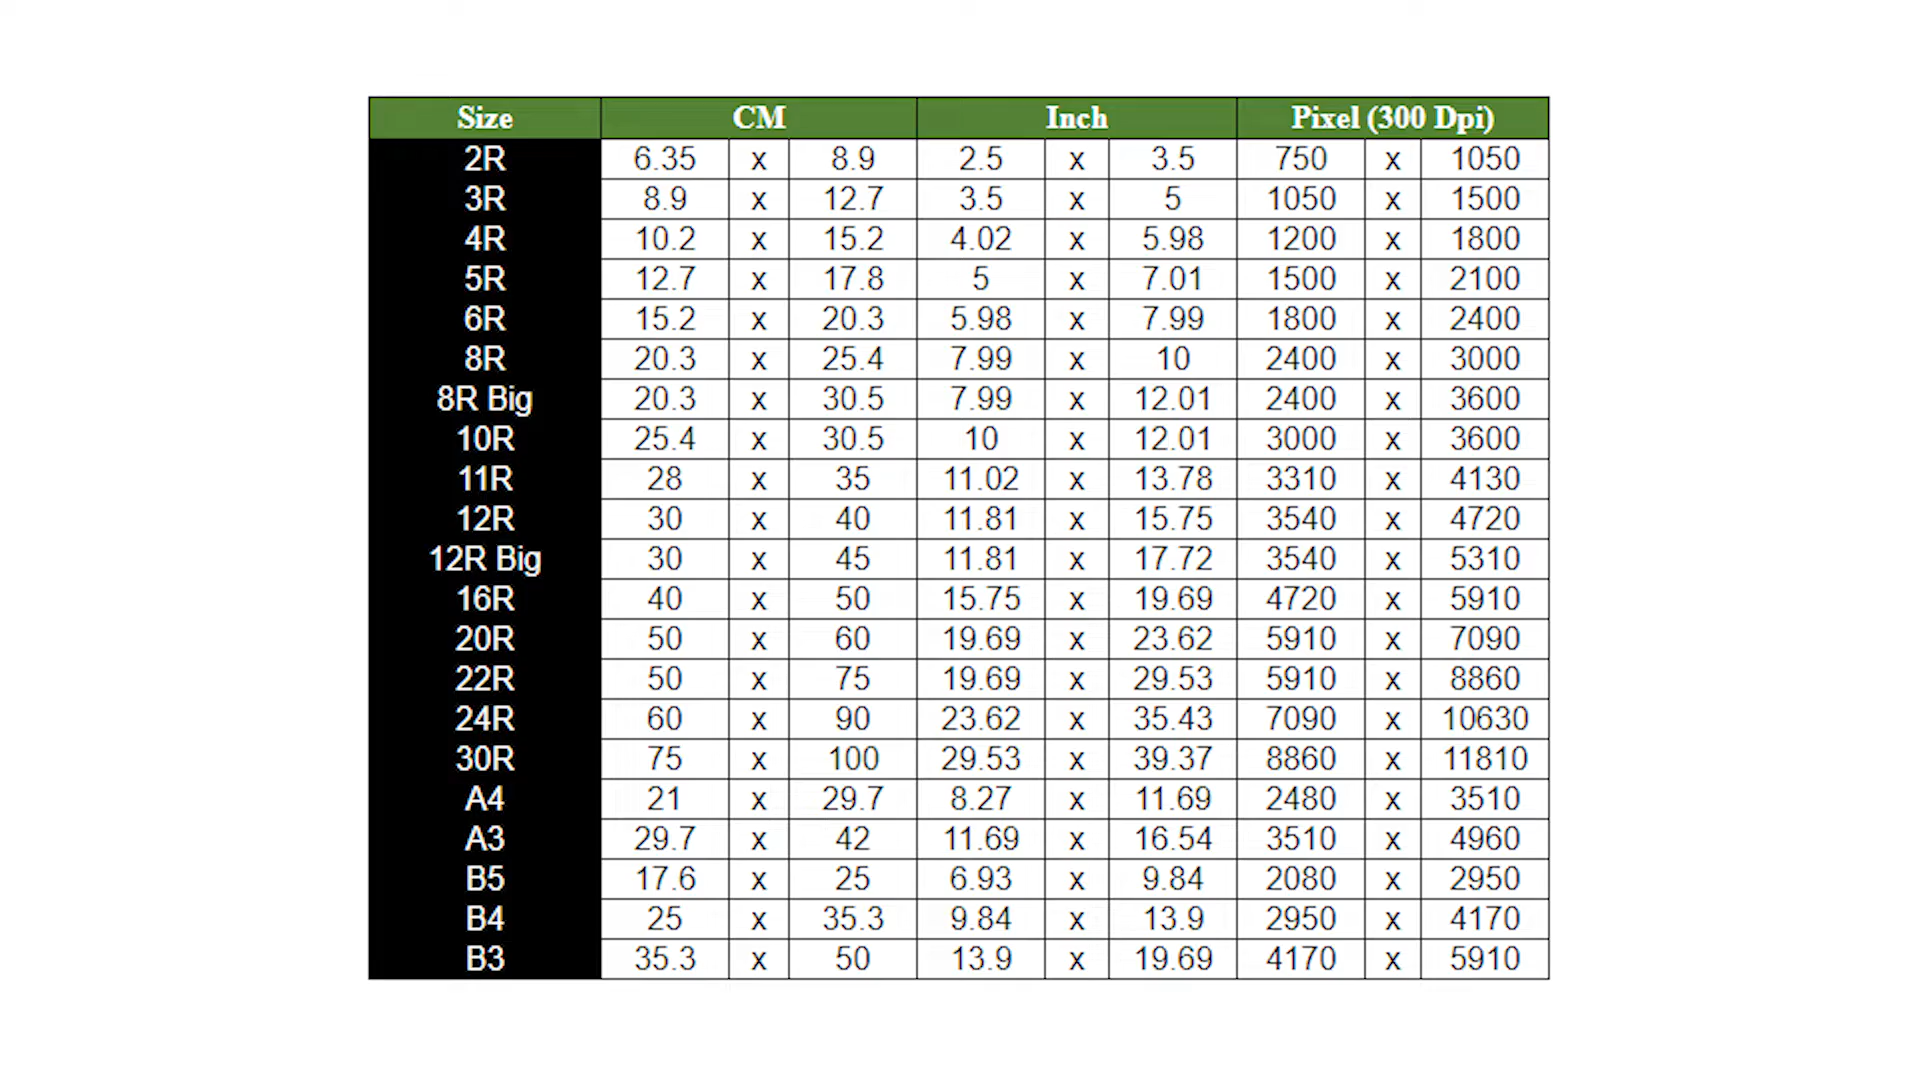 Size CM Inch Pixel (300 Dpi)
2R 6.35 x 8.9 2.5 x 3.5 750 x 1050
3R 8.9 x 12.7 3.5 x 5 1050 x 1500
4R 10.2 x 15.2 4.02 x 5.98 1200 x 1800
5R 12.7 x 17.8 5 x 7.01 1500 x 2100
6R 15.2 x 20.3 5.98 x 7.99 1800 x 2400
8R 20.3 x 25.4 7.99 x 10 2400 x 3000
8R Big 20.3 x 30.5 7.99 x 12.01 2400 x 3600
10R 25.4 x 30.5 10 x 12.01 3000 x 3600
11R 28 x 35 11.02 x 13.78 3310 x 4130
12R 30 x 40 11.81 x 15.75 3540 x 4720
12R Big 30 x 45 11.81 x 17.72 3540 x 5310
16R 40 x 50 15.75 x 19.69 4720 x 5910
20R 50 x 60 19.69 x 23.62 5910 x 7090
22R 50 x 75 19.69 x 29.53 5910 x 8860
24R 60 x 90 23.62 x 35.43 7090 x 10630
30R 75 x 100 29.53 x 39.37 8860 x 11810
A4 21 x 29.7 8.27 x 11.69 2480 x 3510
A3 29.7 x 42 11.69 x 16.54 3510 x 4960
B5 17.6 x 25 6.93 x 9.84 2080 x 2950
B4 25 x 35.3 9.84 x 13.9 2950 x 4170
B3 35.3 x 50 13.9 x 19.69 4170 x 5910